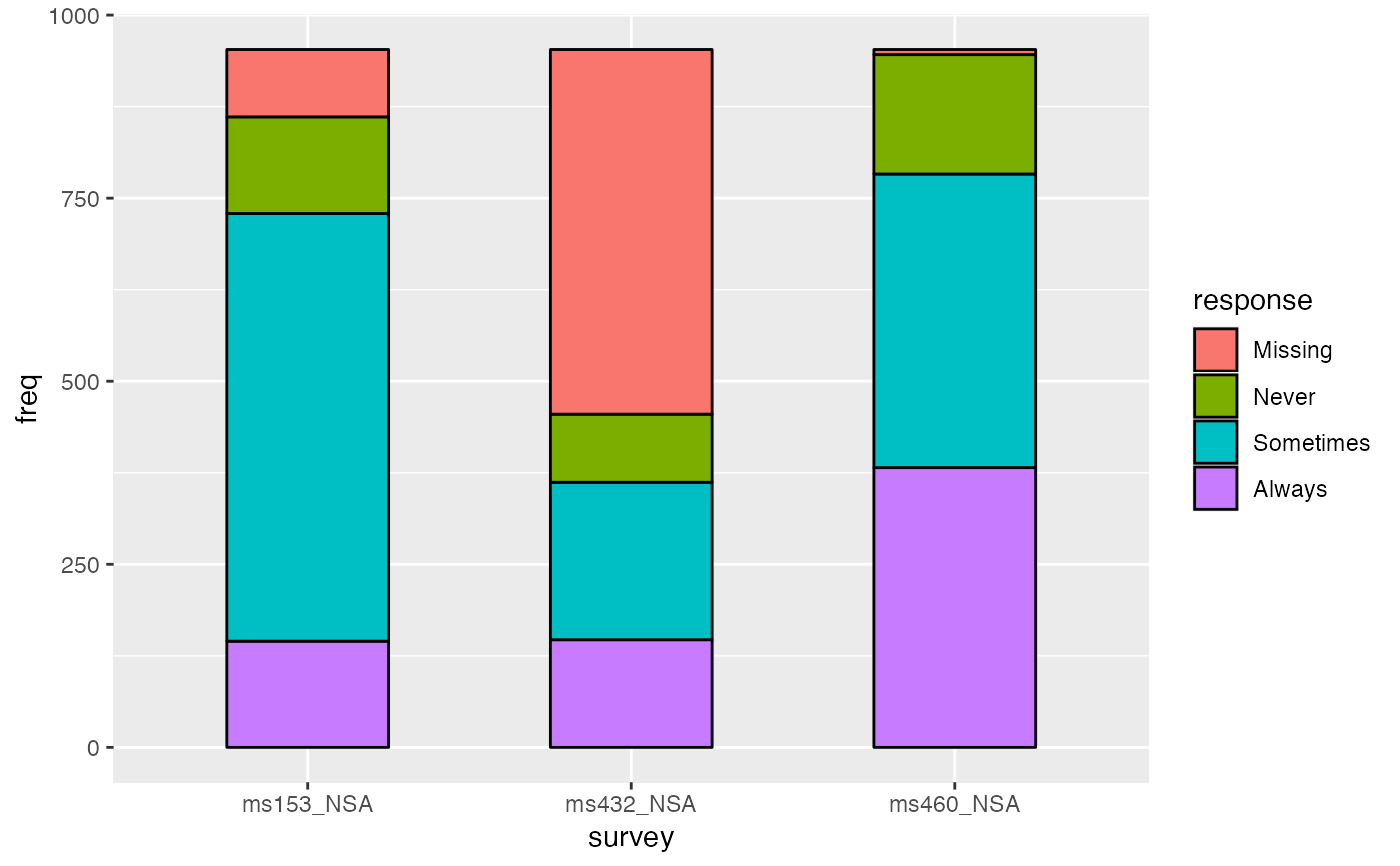 1000
750
500
250
0
freq
ms153_NSA
ms432_NSA
ms460_NSA
survey
response
Missing
Never
Sometimes
Always